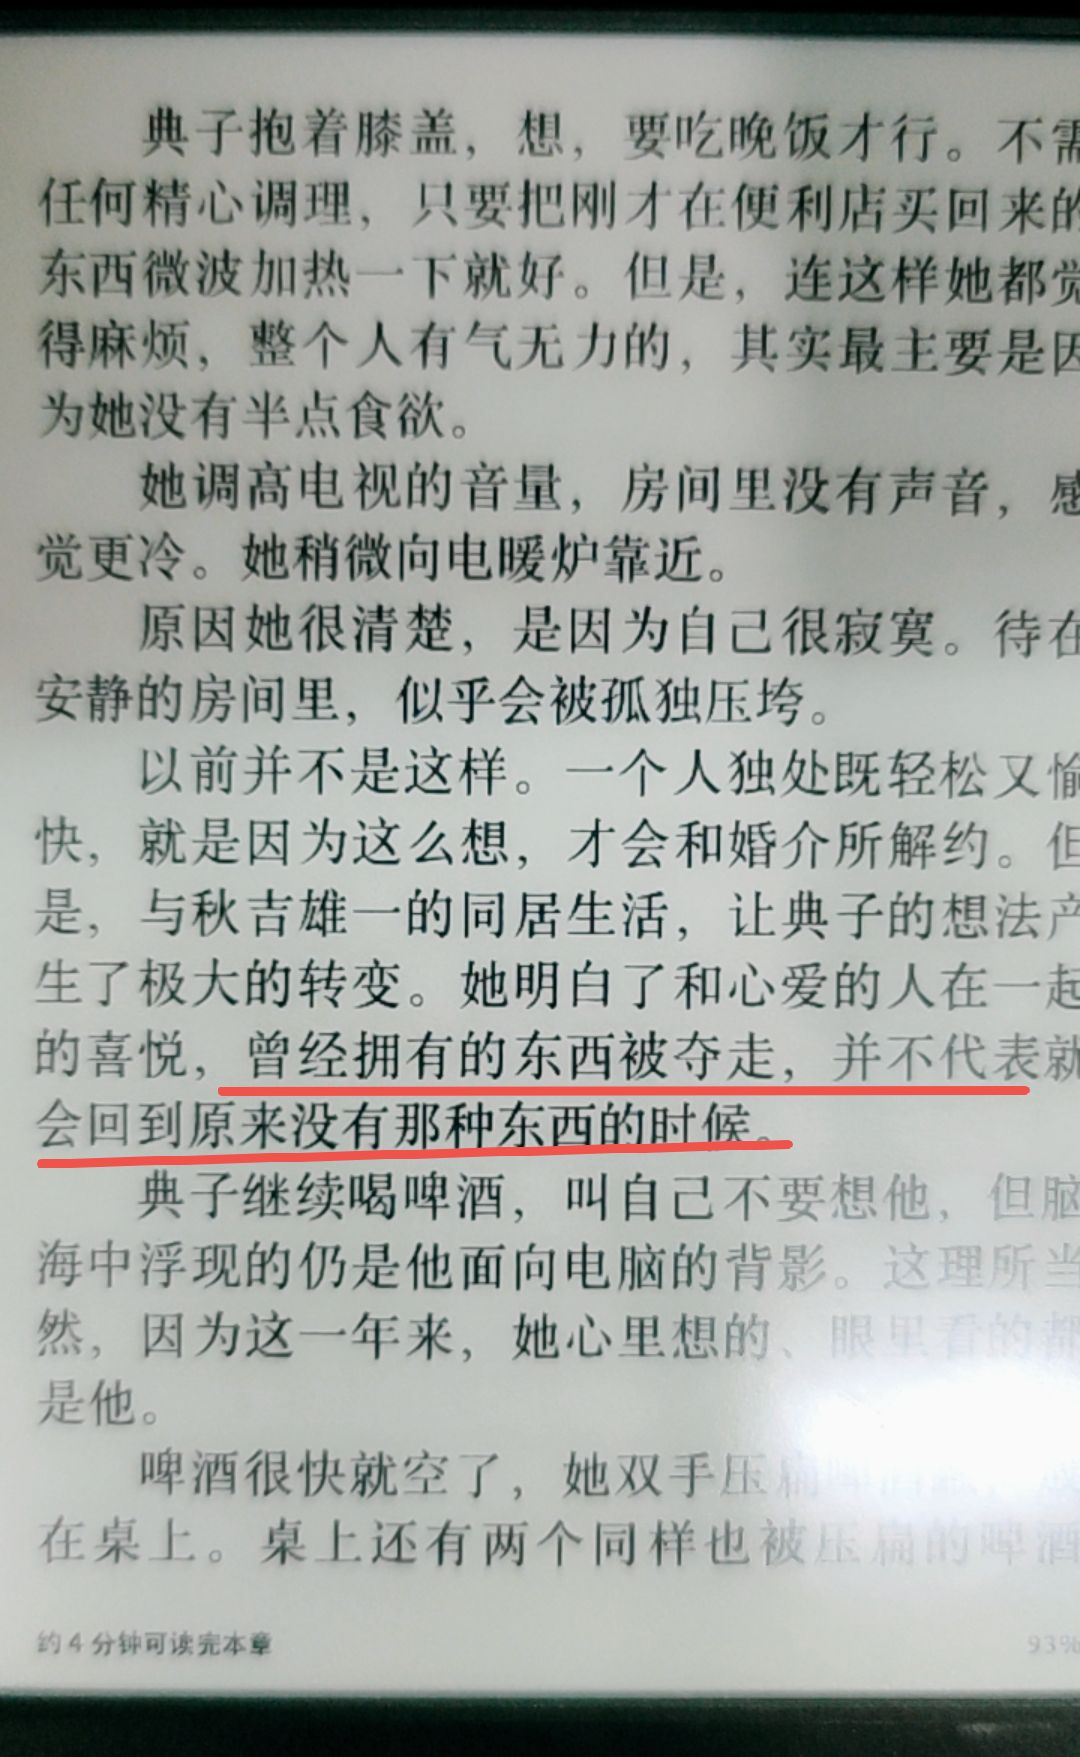 典子抱着膝盖，想，要吃晚饭才行。不需
任何精心调理，只要把刚才在便利店买回来的
东西微波加热一下就好。但是，连这样她都觉
得麻烦，整个人有气无力的，其实最主要是因
为她没有半点食欲。
她调高电视的音量，房间里没有声音，感
觉更冷。她稍微向电暖炉靠近。
原因她很清楚，是因为自己很寂寞。待在
安静的房间里，似乎会被孤独压垮。
以前并不是这样。一个人独处既轻松又愉
快，就是因为这么想，才会和婚介所解约。但
是，与秋吉雄一的同居生活，让典子的想法产
生了极大的转变。她明白了和心爱的人在一起
的喜悦，曾经拥有的东西被夺走，并不代表就
会回到原来没有那种东西的时候。
典子继续喝啤酒，叫自己不要想他，但脑
海中浮现的仍是他面向电脑的背影。这理所当
然，因为这一年来，她心里想的、眼里看的都
是他。
啤酒很快就空了，她双手压扁啤酒
在桌上。桌上还有两个同样也被压扁的啤酒
约4分钟可读完本章
93%